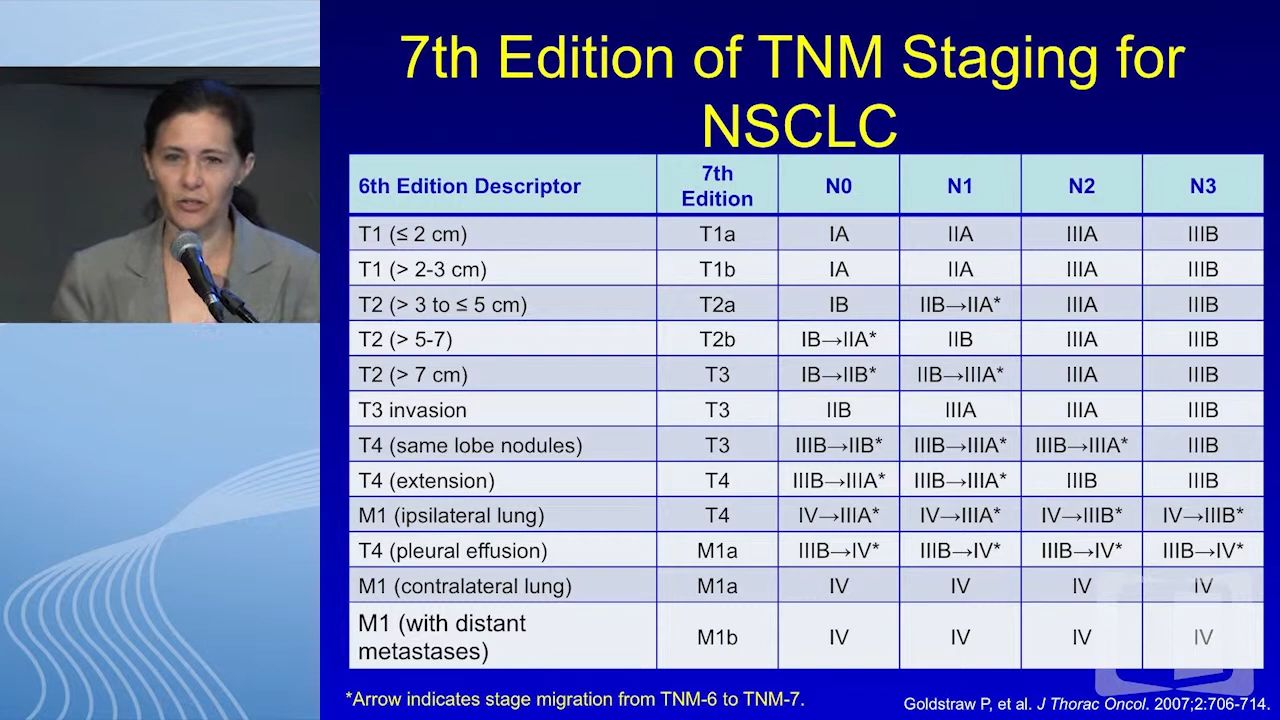 7th Edition of TNM Staging for
NSCLC
6th Edition Descriptor 7th Edition N0 N1 N2 N3
T1 (≤ 2 cm) T1a IA IIA IIIA IIIB
T1 (> 2-3 cm) T1b IA IIA IIIA IIIB
T2 (> 3 to ≤ 5 cm) T2a IB IIB→IIA* IIIA IIIB
T2 (> 5-7) T2b IB→IIA* IIB IIIA IIIB
T2 (> 7 cm) T3 IB→IIB* IIB→IIIA* IIIA IIIB
T3 invasion T3 IIB IIIA IIIA IIIB
T4 (same lobe nodules) T3 IIIB→IIB* IIIB→IIIA* IIIB→IIIA* IIIB
T4 (extension) T4 IIIB→IIIA* IIIB→IIIA* IIIB IIIB
M1 (ipsilateral lung) T4 IV→IIIA* IV→IIIA* IV→IIIB* IV→IIIB*
T4 (pleural effusion) M1a IIIB→IV* IIIB→IV* IIIB→IV* IIIB→IV*
M1 (contralateral lung) M1a IV IV IV IV
M1 (with distant metastases) M1b IV IV IV IV
*Arrow indicates stage migration from TNM-6 to TNM-7.
Goldstraw P, et al. J Thorac Oncol. 2007;2:706-714.